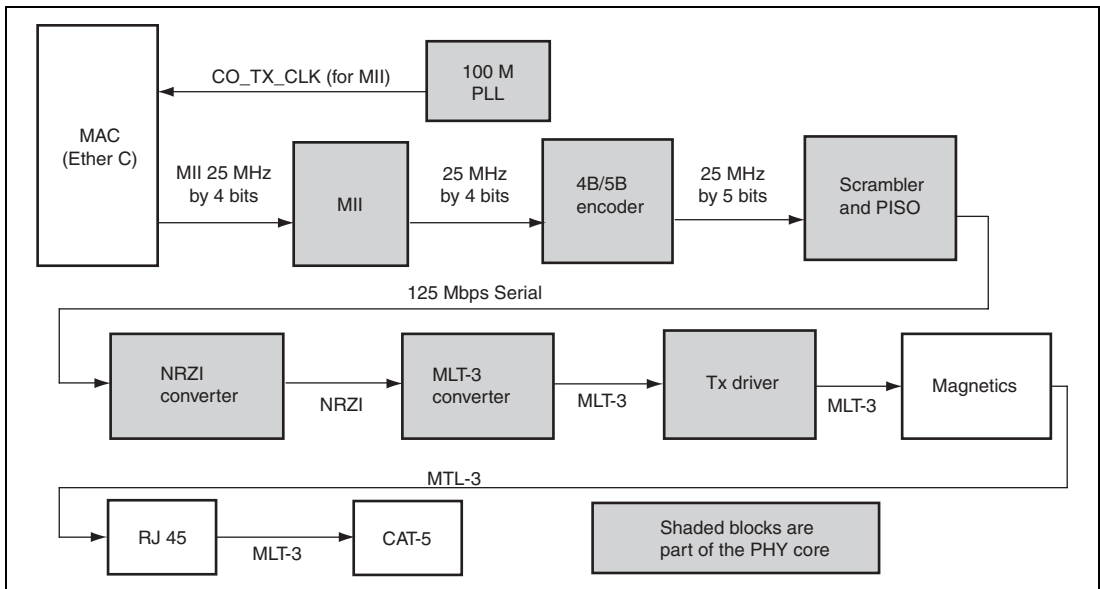 CO_TX_CLK (for MII)
100 M
PLL
MAC
(Ether C)
MII 25 MHz
by 4 bits
MII
25 MHz
by 4 bits
4B/5B
encoder
25 MHz
by 5 bits
Scrambler
and PISO
125 Mbps Serial
NRZI
converter
NRZI
MLT-3
converter
MLT-3
Tx driver
MLT-3
Magnetics
MTL-3
RJ 45
MLT-3
CAT-5
Shaded blocks are
part of the PHY core